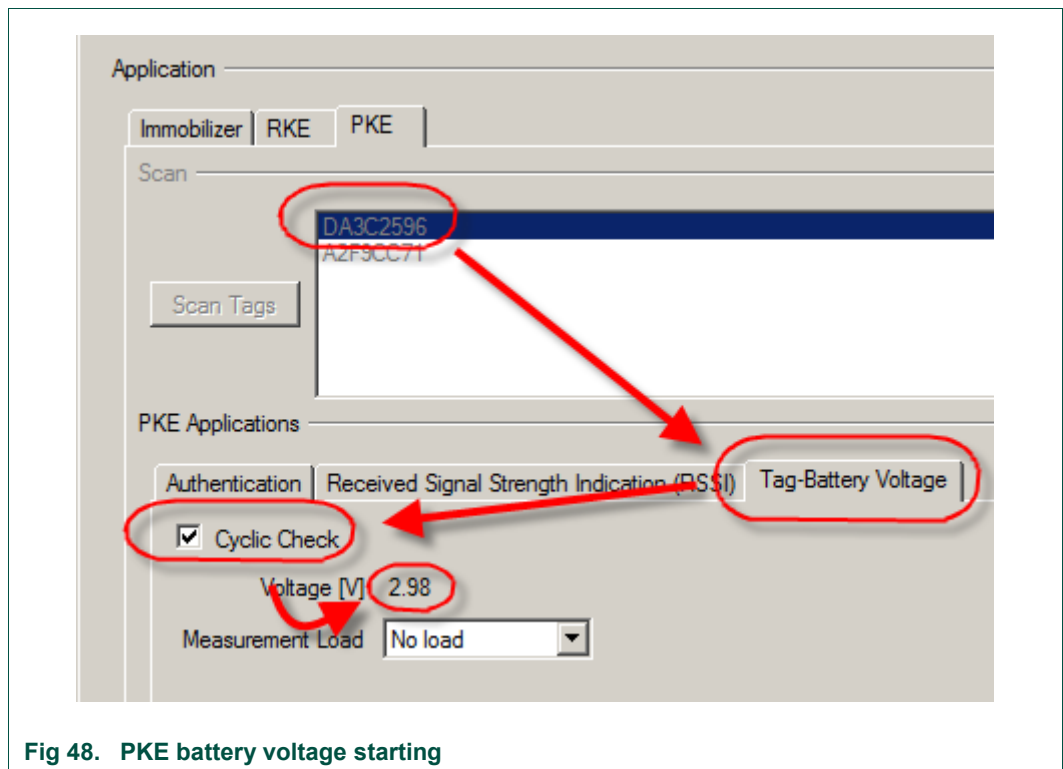 Application
Immobilizer RKE PKE
Scan
DA3C2596
A2F9CC71
Scan Tags
PKE Applications
Authentication Received Signal Strength Indication (RSSI) Tag-Battery Voltage
Cyclic Check
Voltage [V] 2.98
Measurement Load No load
Fig 48. PKE battery voltage starting